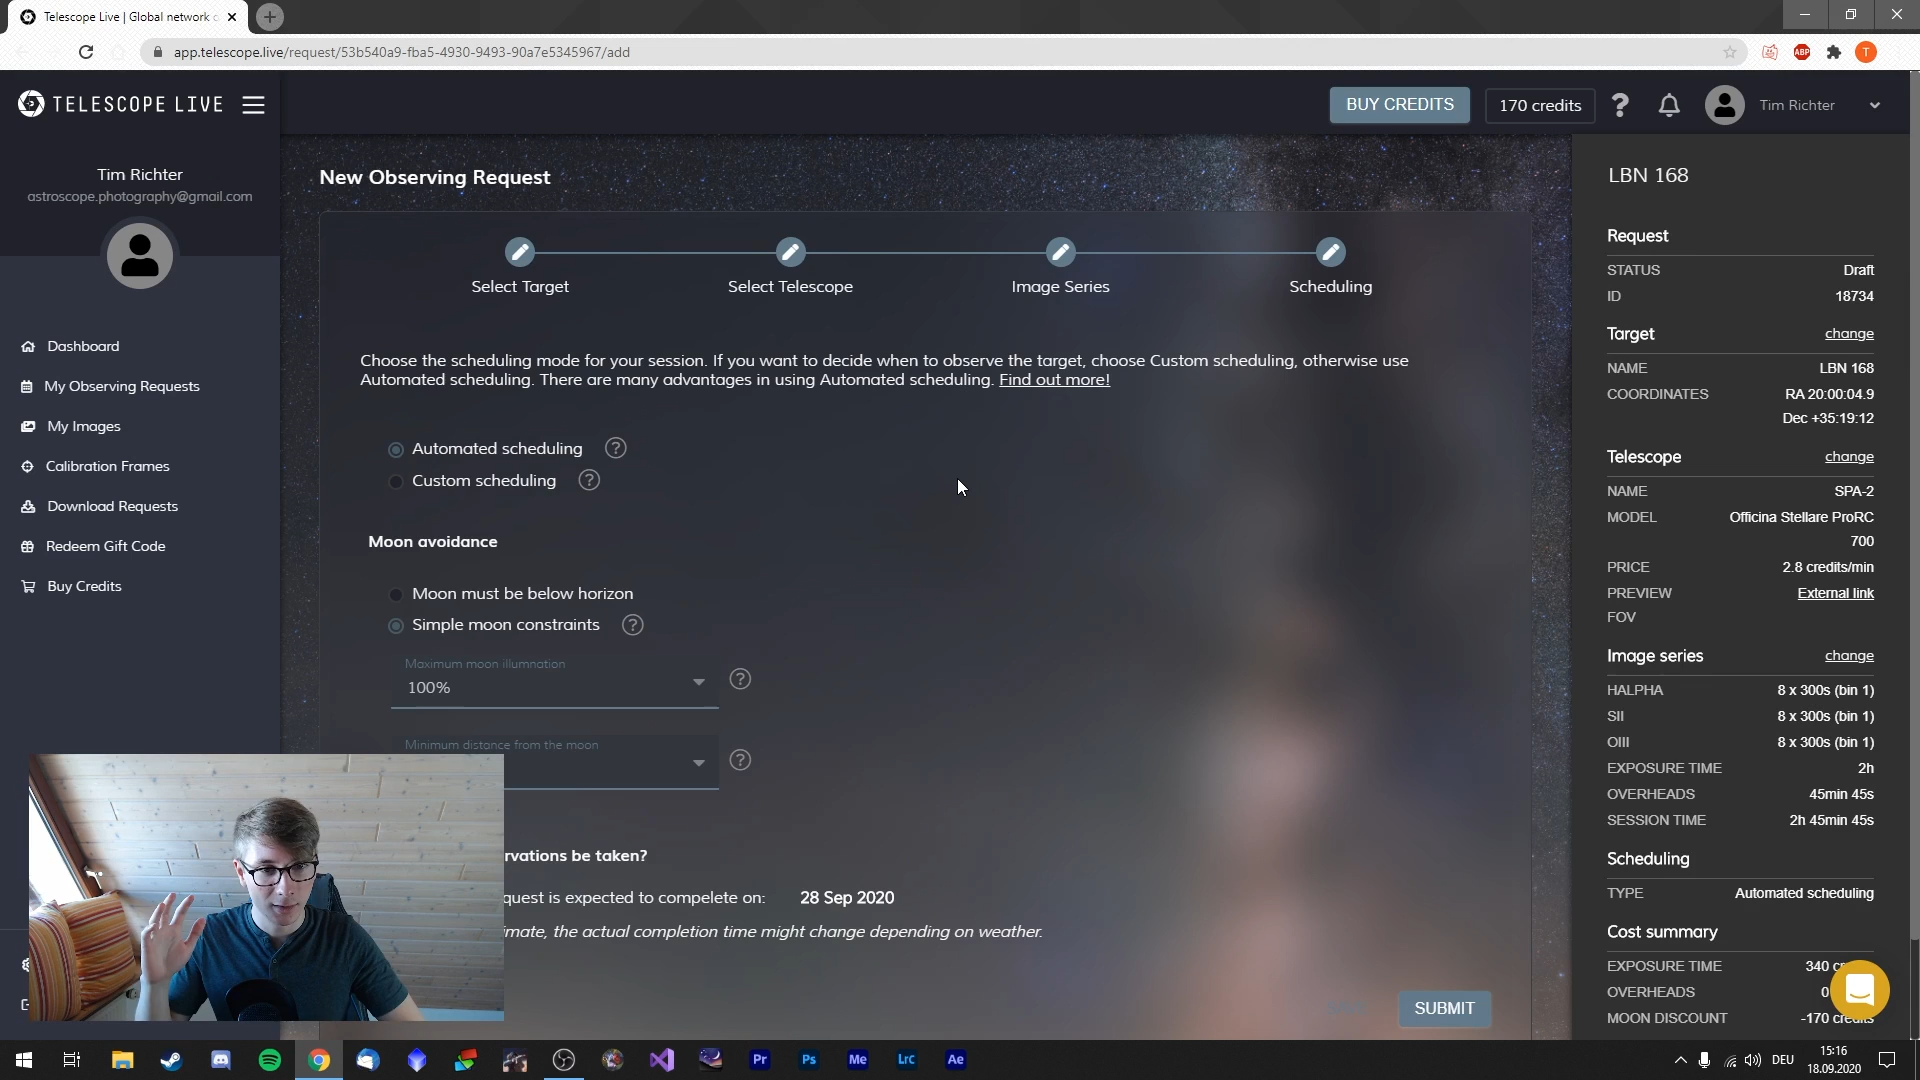 Telescope Live | Global network
app.telescope.live/request/53b540a9-fba5-4930-9493-90a7e5345967/add
ABP
T
TELESCOPE LIVE
BUY CREDITS
170 credits
Tim Richter
Tim Richter
astroscope.photography@gmail.com
Dashboard
My Observing Requests
My Images
Calibration Frames
Download Requests
Redeem Gift Code
Buy Credits
New Observing Request
Select Target
Select Telescope
Image Series
Scheduling
Choose the scheduling mode for your session. If you want to decide when to observe the target, choose Custom scheduling, otherwise use
Automated scheduling. There are many advantages in using Automated scheduling. Find out more!
Automated scheduling ?
Custom scheduling ?
Moon avoidance
Moon must be below horizon
Simple moon constraints ?
Maximum moon illumnation
100% ?
Minimum distance from the moon
?
rvations be taken?
quest is expected to compelete on: 28 Sep 2020
imate, the actual completion time might change depending on weather.
SUBMIT
LBN 168
Request
STATUS Draft
ID 18734
Target change
NAME LBN 168
COORDINATES RA 20:00:04.9
Dec +35:19:12
Telescope change
NAME SPA-2
MODEL Officina Stellare ProRC
700
PRICE 2.8 credits/min
PREVIEW External link
FOV
Image series change
HALPHA 8 x 300s (bin 1)
SII 8 x 300s (bin 1)
OIII 8 x 300s (bin 1)
EXPOSURE TIME 2h
OVERHEADS 45min 45s
SESSION TIME 2h 45min 45s
Scheduling
TYPE Automated scheduling
Cost summary
EXPOSURE TIME 340
OVERHEADS 0
MOON DISCOUNT -170 credits
Pr
Ps
Me
Lrc
Ae
DEU
15:16
18.09.2020